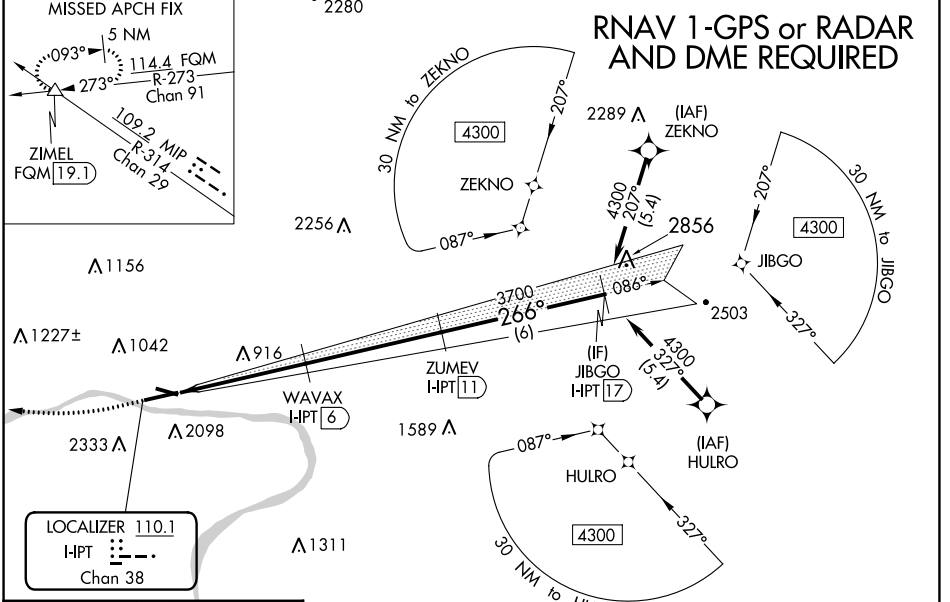 MISSED APCH FIX
093°
5 NM
114.4 FQM
R-273
Chan 91
273°
109.2 MIP
R-314
Chan 29
ZIMEL
FQM 19.1
2280
RNAV 1-GPS or RADAR
AND DME REQUIRED
30 NM to ZEKNO
4300
207°
ZEKNO
087°
2289
(IAF)
ZEKNO
4300
207°
(5.4)
2856
207°
30 NM to JIBGO
4300
JIBGO
327°
2256
1156
1227±
1042
916
3700
266°
(6)
086°
2503
WAVAX
I-IPT 6
ZUMEV
I-IPT 11
(IF)
JIBGO
I-IPT 17
4300
327°
(5.4)
(IAF)
HULRO
2333
2098
1589
087°
HULRO
327°
4300
30 NM to
LOCALIZER 110.1
I-IPT
Chan 38
1311